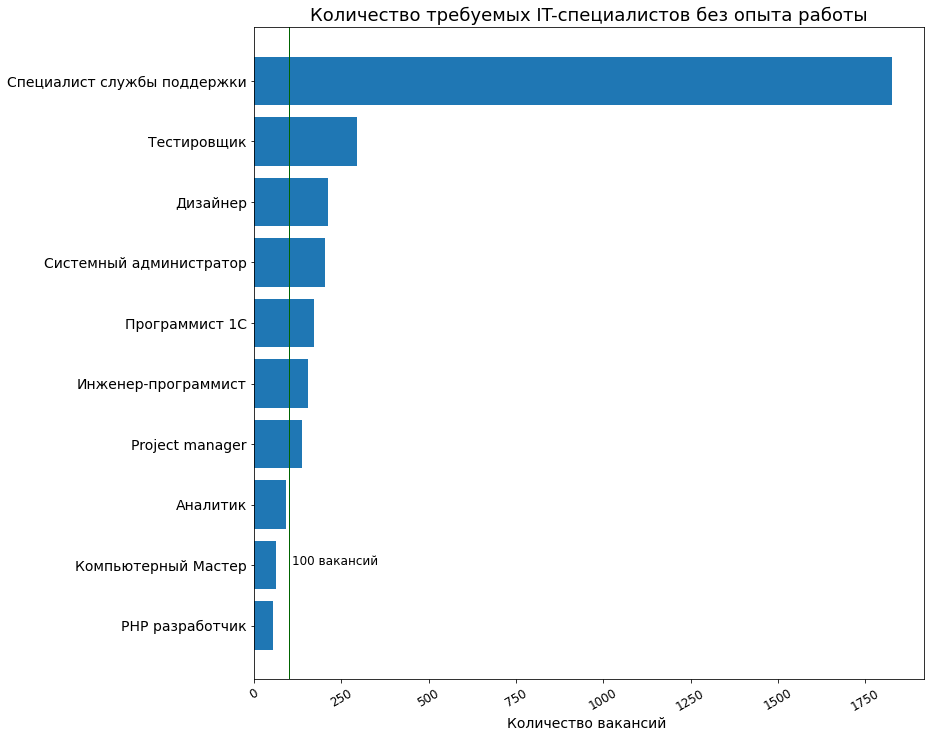 Количество требуемых IT-специалистов без опыта работы
Специалист службы поддержки
Тестировщик
Дизайнер
Системный администратор
Программист 1С
Инженер-программист
Project manager
Аналитик
Компьютерный Мастер
100 вакансий
PHP разработчик
0 250 500 750 1000 1250 1500 1750
Количество вакансий